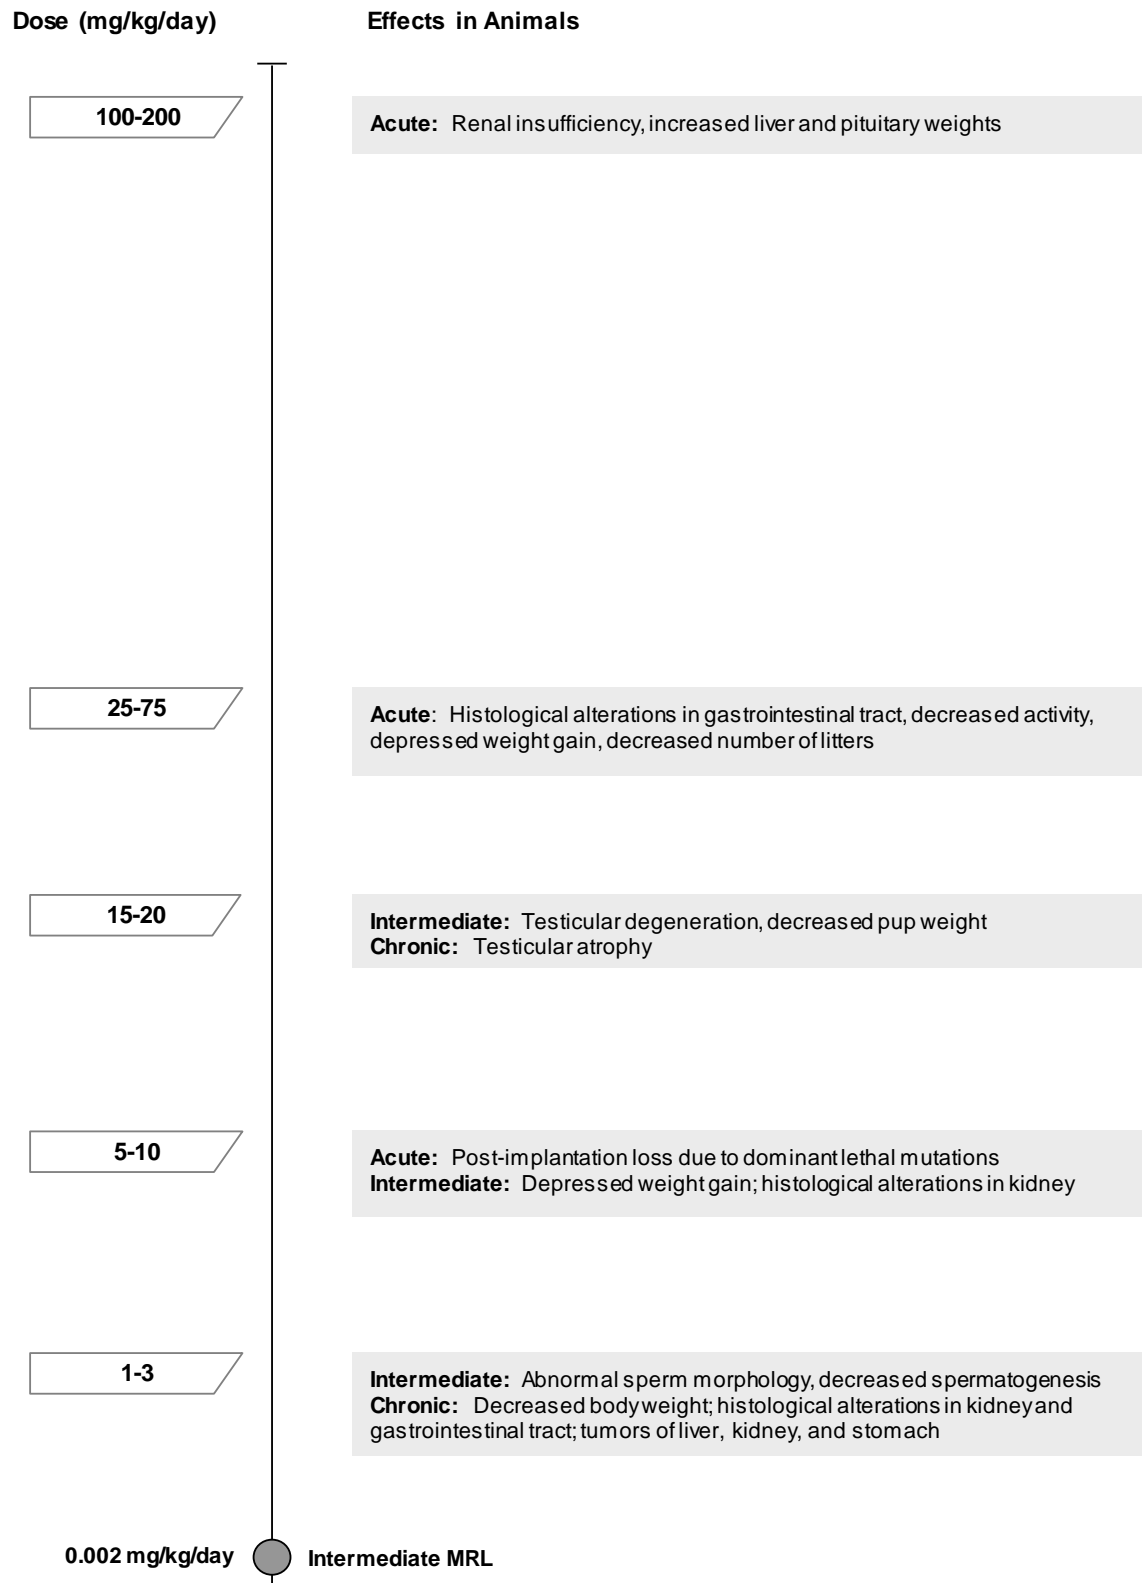 Dose (mg/kg/day) Effects in Animals
100-200
Acute: Renal insufficiency, increased liver and pituitary weights
25-75
Acute: Histological alterations in gastrointestinal tract, decreased activity,
depressed weight gain, decreased number of litters
15-20
Intermediate: Testicular degeneration, decreased pup weight
Chronic: Testicular atrophy
5-10
Acute: Post-implantation loss due to dominant lethal mutations
Intermediate: Depressed weight gain; histological alterations in kidney
1-3
Intermediate: Abnormal sperm morphology, decreased spermatogenesis
Chronic: Decreased body weight; histological alterations in kidney and
gastrointestinal tract; tumors of liver, kidney, and stomach
0.002 mg/kg/day Intermediate MRL